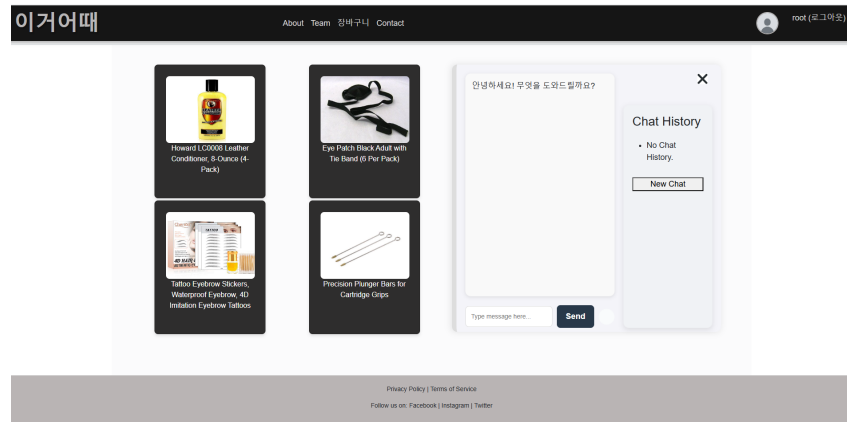 이거어때
About Team 장바구니 Contact
root (로그아웃)
Howard LC0008 Leather
Conditioner, 8-Ounce (4-
Pack)
Eye Patch Black Adult with
Tie Band (6 Per Pack)
Tattoo Eyebrow Stickers,
Waterproof Eyebrow, 4D
Imitation Eyebrow Tattoos
Precision Plunger Bars for
Cartridge Grips
안녕하세요! 무엇을 도와드릴까요?
Type message here...
Send
Chat History
No Chat
History.
New Chat
Privacy Policy | Terms of Service
Follow us on: Facebook | Instagram | Twitter